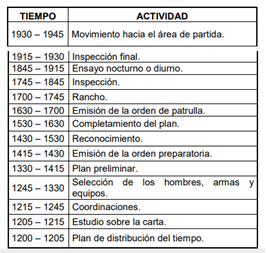 TIEMPO ACTIVIDAD
1930 – 1945 Movimiento hacia el área de partida.
1915 – 1930 Inspección final.
1845 – 1915 Ensayo nocturno o diurno.
1745 – 1845 Inspección.
1700 – 1745 Rancho.
1630 – 1700 Emisión de la orden de patrulla.
1530 – 1630 Completamiento del plan.
1430 – 1530 Reconocimiento.
1415 – 1430 Emisión de la orden preparatoria.
1330 – 1415 Plan preliminar.
1245 – 1330 Selección de los hombres, armas y
equipos.
1215 – 1245 Coordinaciones.
1205 – 1215 Estudio sobre la carta.
1200 – 1205 Plan de distribución del tiempo.